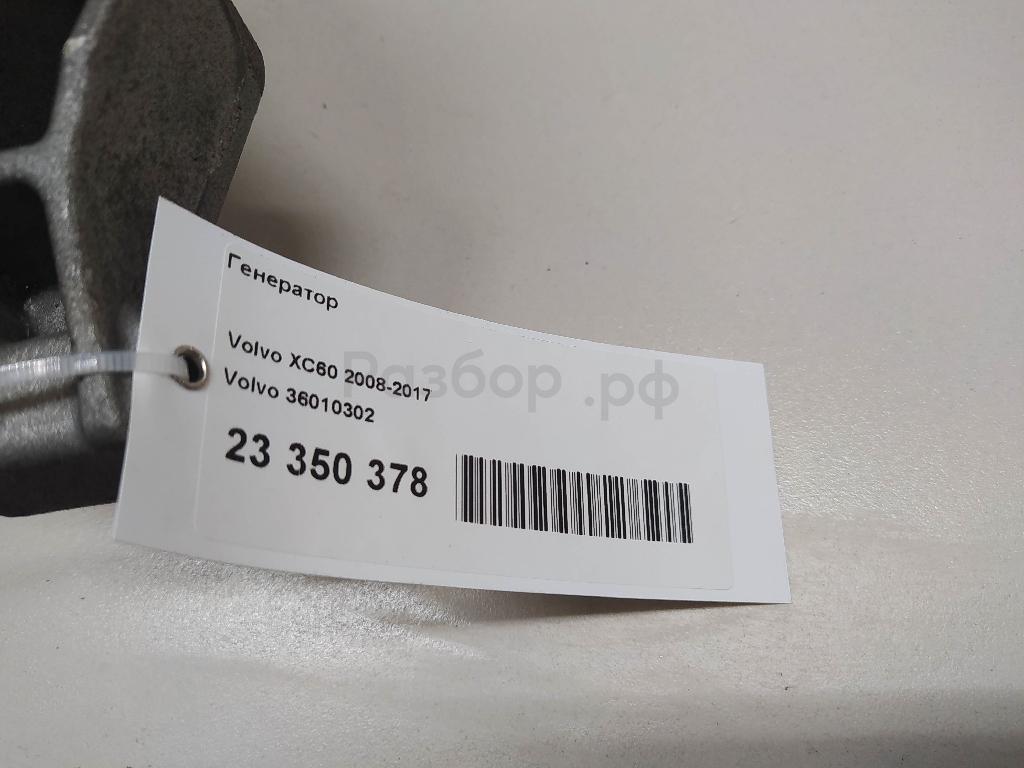 Генератор
Volvo XC60 2008-2017
Volvo 36010302
23 350 378
Разбор.рф